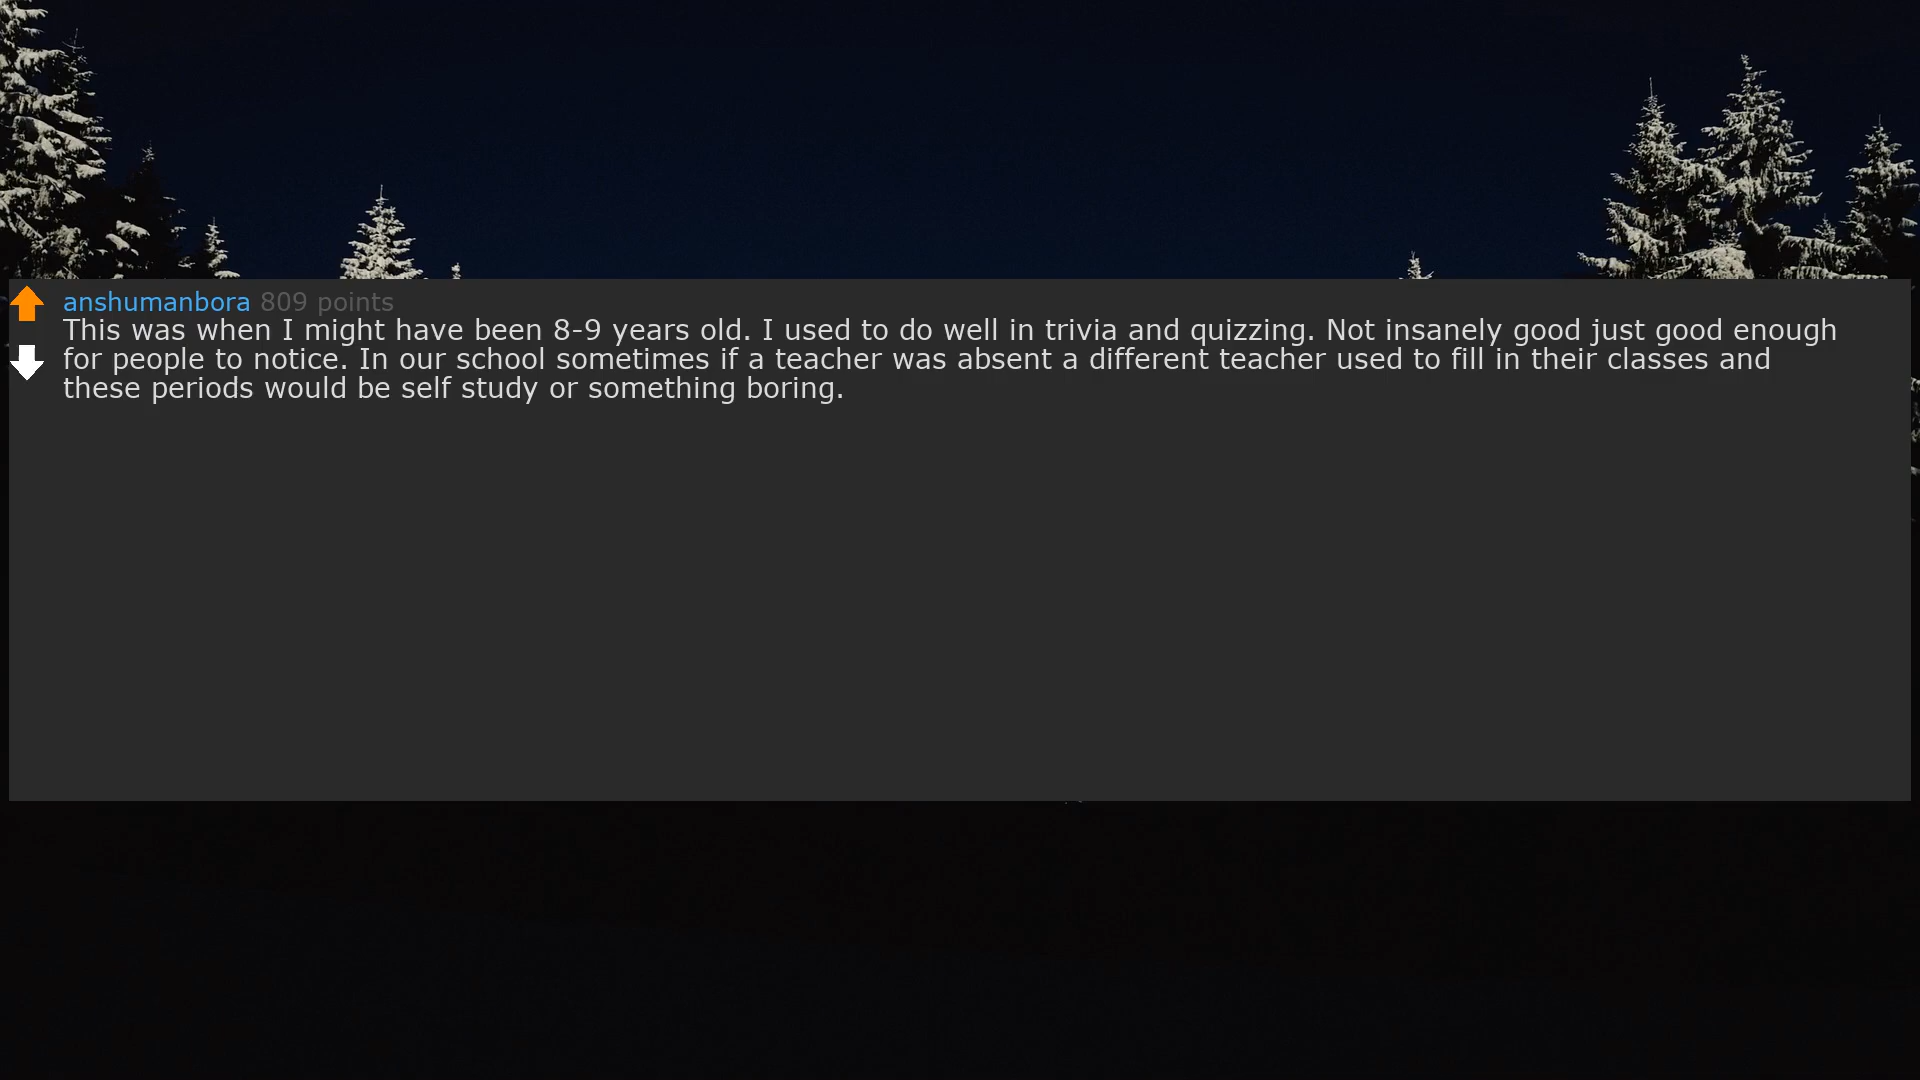 anshumanbora 809 points
This was when I might have been 8-9 years old. I used to do well in trivia and quizzing. Not insanely good just good enough
for people to notice. In our school sometimes if a teacher was absent a different teacher used to fill in their classes and
these periods would be self study or something boring.